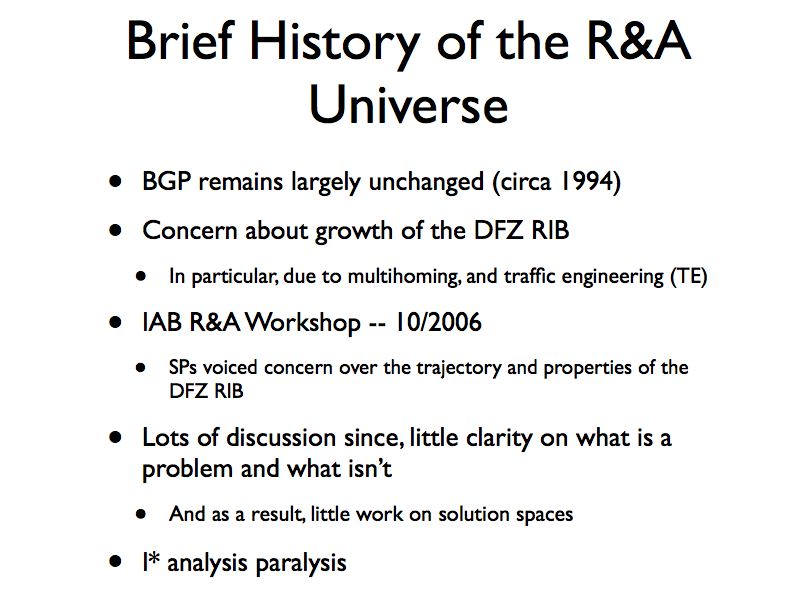 Brief History of the R&A
Universe
• BGP remains largely unchanged (circa 1994)
• Concern about growth of the DFZ RIB
• In particular, due to multihoming, and traffic engineering (TE)
• IAB R&A Workshop -- 10/2006
• SPs voiced concern over the trajectory and properties of the
DFZ RIB
• Lots of discussion since, little clarity on what is a
problem and what isn’t
• And as a result, little work on solution spaces
• I* analysis paralysis